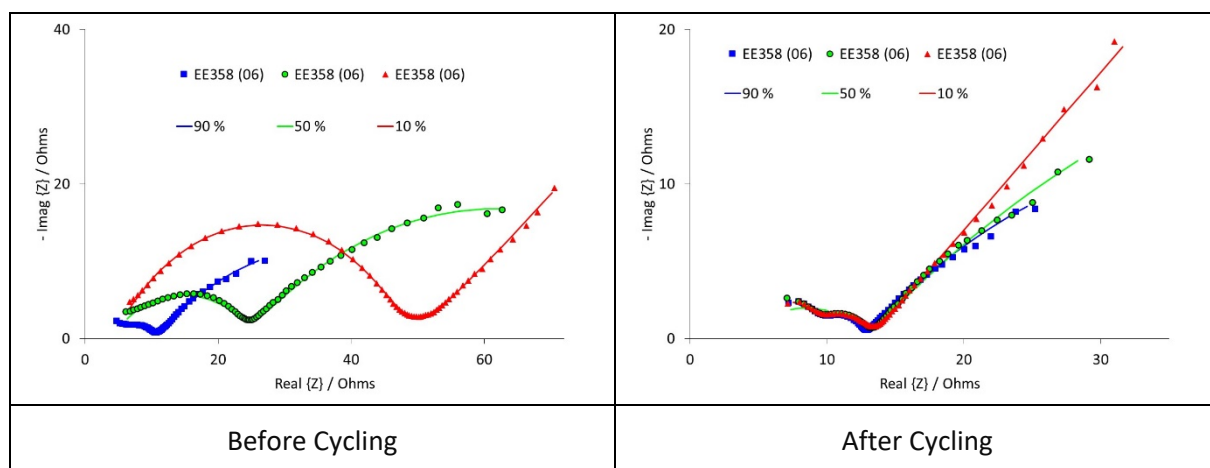 40
20
0
- Imag {Z} / Ohms
EE358 (06) EE358 (06) EE358 (06)
90 % 50 % 10 %
0 20 40 60
Real {Z} / Ohms
Before Cycling
20
10
0
- Imag {Z} / Ohms
EE358 (06) EE358 (06) EE358 (06)
90 % 50 % 10 %
10 20 30
Real {Z} / Ohms
After Cycling